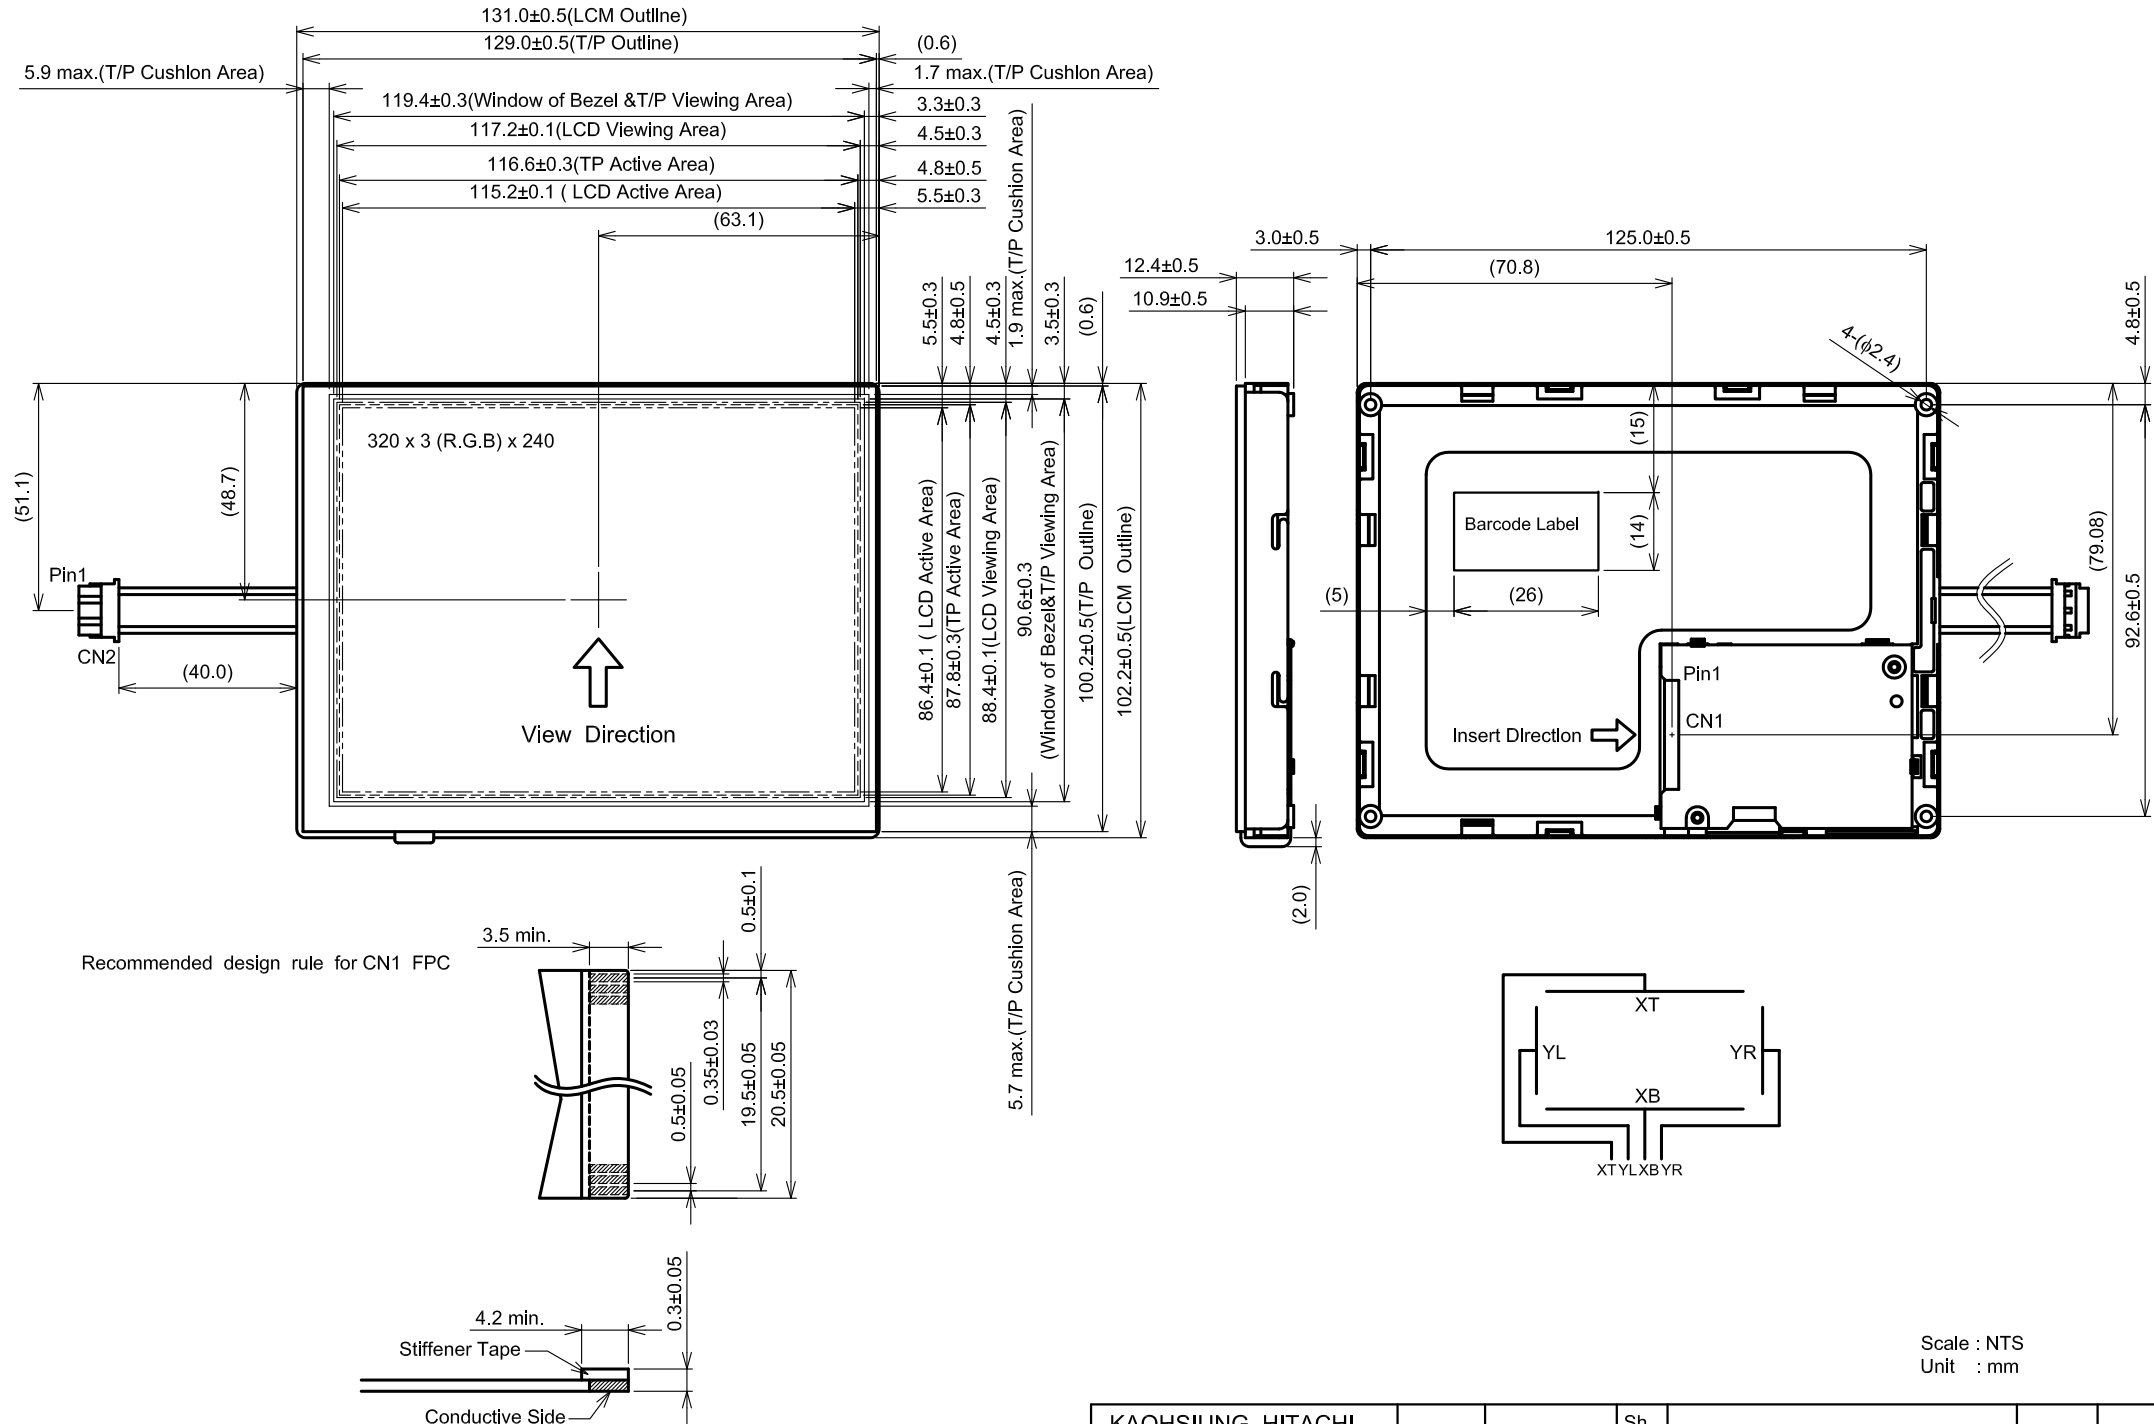 131.0±0.5(LCM Outline)
129.0±0.5(T/P Outline)
(0.6)
5.9 max.(T/P Cushion Area)
1.7 max.(T/P Cushion Area)
119.4±0.3(Window of Bezel &T/P Viewing Area)
3.3±0.3
117.2±0.1(LCD Viewing Area)
4.5±0.3
116.6±0.3(TP Active Area)
4.8±0.5
115.2±0.1 ( LCD Active Area)
5.5±0.3
(63.1)
5.5±0.3
4.8±0.5
4.5±0.3
1.9 max.(T/P Cushion Area)
3.5±0.3
(0.6)
320 x 3 (R.G.B) x 240
(51.1)
(48.7)
Pin1
CN2
(40.0)
View Direction
86.4±0.1 ( LCD Active Area)
87.8±0.3(TP Active Area)
88.4±0.1(LCD Viewing Area)
90.6±0.3
(Window of Bezel&T/P Viewing Area)
100.2±0.5(T/P Outline)
102.2±0.5(LCM Outline)
5.7 max.(T/P Cushion Area)
12.4±0.5
10.9±0.5
(2.0)
3.0±0.5
125.0±0.5
(70.8)
4-(ϕ2.4)
4.8±0.5
(15)
(14)
Barcode Label
(5)
(26)
(79.08)
92.6±0.5
Pin1
CN1
Insert Direction
Recommended design rule for CN1 FPC
3.5 min.
0.5±0.1
0.5±0.05
0.35±0.03
19.5±0.05
20.5±0.05
XT
YL
YR
XB
XT YL XB YR
4.2 min.
0.3±0.05
Stiffener Tape
Conductive Side
Scale : NTS
Unit : mm
KAOHSIUNG HITACHI
Sh.